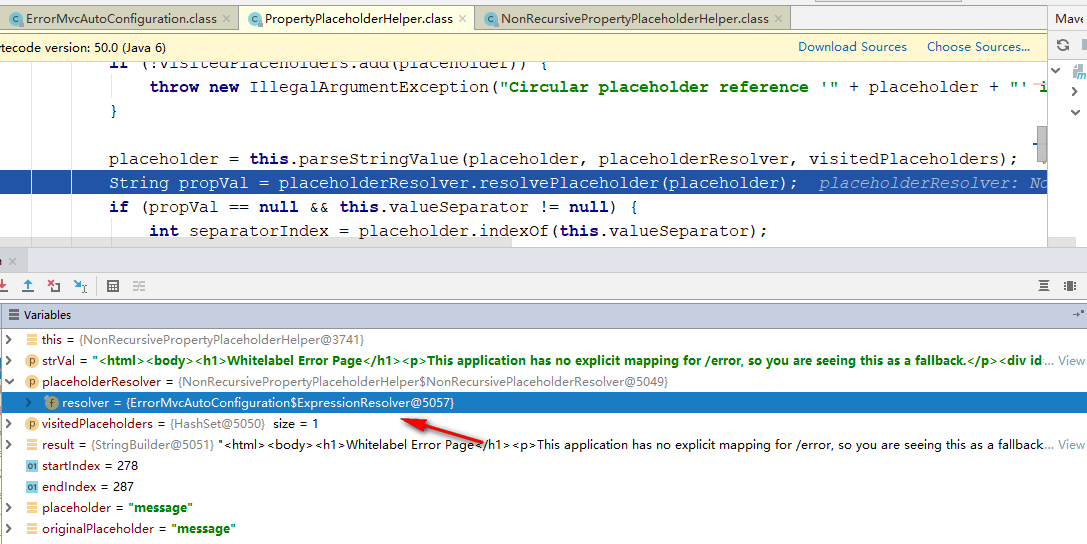 ErrorMvcAutoConfiguration.class PropertyPlaceholderHelper.class NonRecursivePropertyPlaceholderHelper.class Mave
tecode version: 50.0 (Java 6) Download Sources Choose Sources...
if (!visitedPlaceholders.add(placeholder)) {
throw new IllegalArgumentException("Circular placeholder reference '" + placeholder + "' i
}
placeholder = this.parseStringValue(placeholder, placeholderResolver, visitedPlaceholders);
String propVal = placeholderResolver.resolvePlaceholder(placeholder); placeholderResolver: No
if (propVal == null && this.valueSeparator != null) {
int separatorIndex = placeholder.indexOf(this.valueSeparator);
Variables
this = {NonRecursivePropertyPlaceholderHelper@3741}
strVal = "<html><body><h1>Whitelabel Error Page</h1><p>This application has no explicit mapping for /error, so you are seeing this as a fallback.</p><div id... View
placeholderResolver = {NonRecursivePropertyPlaceholderHelper$NonRecursivePlaceholderResolver@5049}
resolver = {ErrorMvcAutoConfiguration$ExpressionResolver@5057}
visitedPlaceholders = {HashSet@5050} size = 1
result = {StringBuilder@5051} "<html><body><h1>Whitelabel Error Page</h1><p>This application has no explicit mapping for /error, so you are seeing this as a fallback... View
startIndex = 278
endIndex = 287
placeholder = "message"
originalPlaceholder = "message"